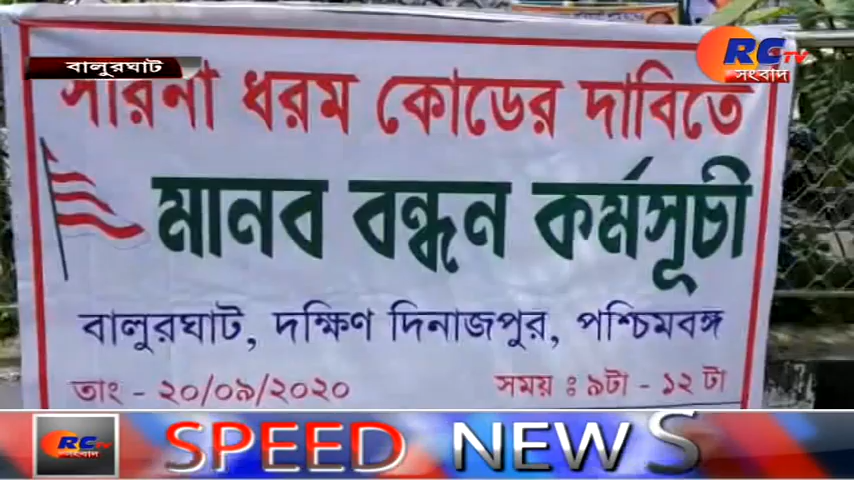 RC TV
সংবাদ
বালুরঘাট
সারনা ধরম কোডের দাবিতে
মানব বন্ধন কর্মসূচী
বালুরঘাট, দক্ষিণ দিনাজপুর, পশ্চিমবঙ্গ
তাং - ২০/০৯/২০২০ সময় : ৯টা - ১২ টা
RC TV
সংবাদ
SPEED NEWS